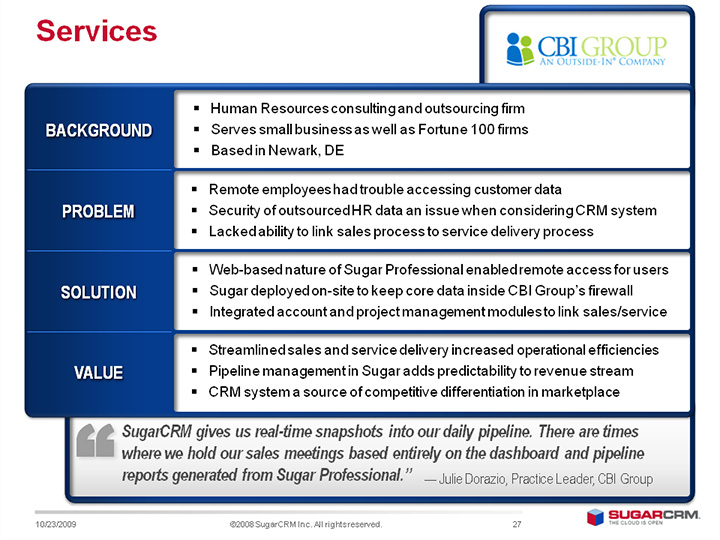 Services
CBI GROUP
AN OUTSIDE-IN® COMPANY
BACKGROUND
▪ Human Resources consulting and outsourcing firm
▪ Serves small business as well as Fortune 100 firms
▪ Based in Newark, DE
PROBLEM
▪ Remote employees had trouble accessing customer data
▪ Security of outsourced HR data an issue when considering CRM system
▪ Lacked ability to link sales process to service delivery process
SOLUTION
▪ Web-based nature of Sugar Professional enabled remote access for users
▪ Sugar deployed on-site to keep core data inside CBI Group's firewall
▪ Integrated account and project management modules to link sales/service
VALUE
▪ Streamlined sales and service delivery increased operational efficiencies
▪ Pipeline management in Sugar adds predictability to revenue stream
▪ CRM system a source of competitive differentiation in marketplace
“SugarCRM gives us real-time snapshots into our daily pipeline. There are times
where we hold our sales meetings based entirely on the dashboard and pipeline
reports generated from Sugar Professional.” — Julie Dorazio, Practice Leader, CBI Group
10/23/2009 ©2008 SugarCRM Inc. All rights reserved. 27
SUGARCRM.
THE CLOUD IS OPEN